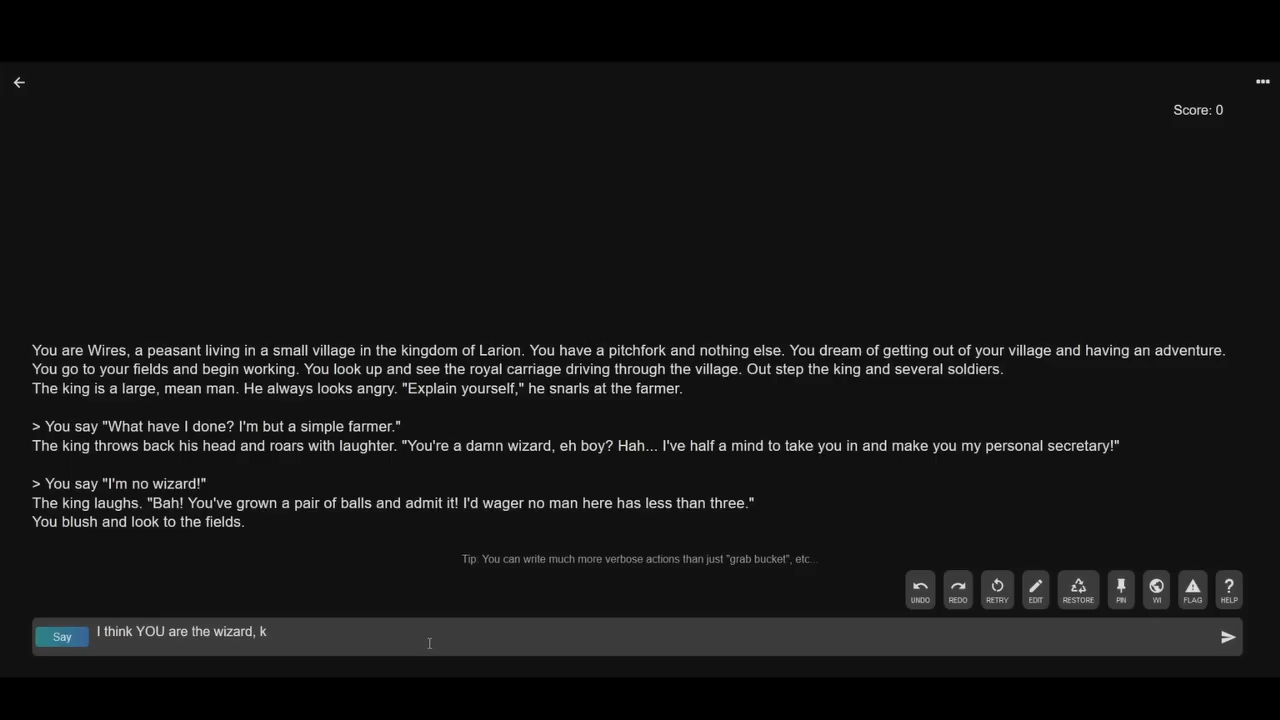 Score: 0
You are Wires, a peasant living in a small village in the kingdom of Larion. You have a pitchfork and nothing else. You dream of getting out of your village and having an adventure.
You go to your fields and begin working. You look up and see the royal carriage driving through the village. Out step the king and several soldiers.
The king is a large, mean man. He always looks angry. "Explain yourself," he snarls at the farmer.
> You say "What have I done? I'm but a simple farmer."
The king throws back his head and roars with laughter. "You're a damn wizard, eh boy? Hah... I've half a mind to take you in and make you my personal secretary!"
> You say "I'm no wizard!"
The king laughs. "Bah! You've grown a pair of balls and admit it! I'd wager no man here has less than three."
You blush and look to the fields.
Tip: You can write much more verbose actions than just "grab bucket", etc...
UNDO REDO RETRY EDIT RESTORE PIN WI FLAG HELP
Say I think YOU are the wizard, k